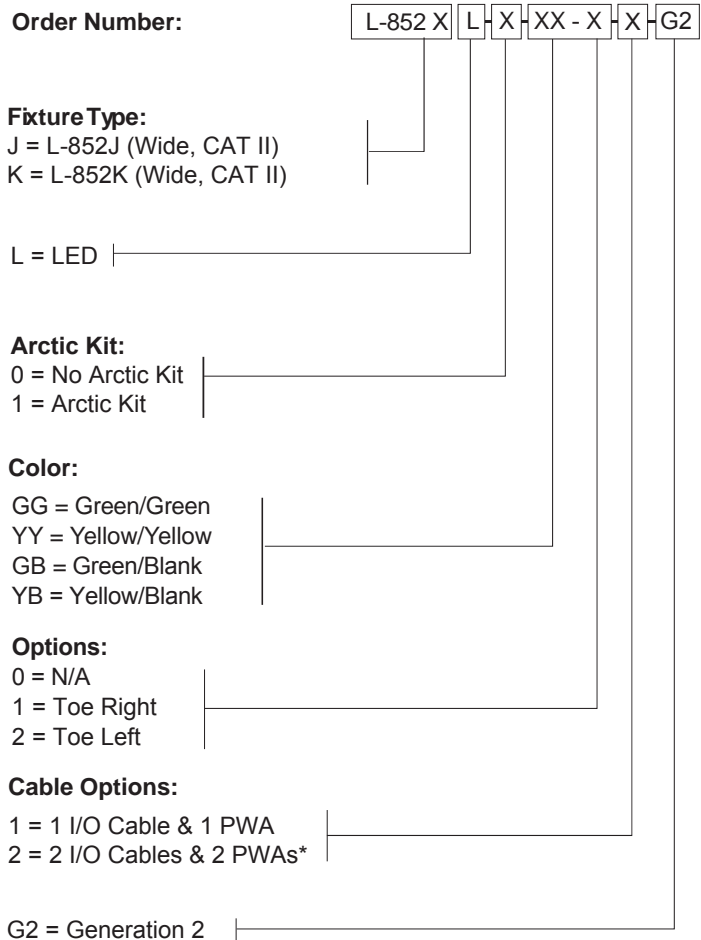 Order Number: L-852 X L - X - XX - X - X - G2
Fixture Type:
J = L-852J (Wide, CAT II)
K = L-852K (Wide, CAT II)
L = LED
Arctic Kit:
0 = No Arctic Kit
1 = Arctic Kit
Color:
GG = Green/Green
YY = Yellow/Yellow
GB = Green/Blank
YB = Yellow/Blank
Options:
0 = N/A
1 = Toe Right
2 = Toe Left
Cable Options:
1 = 1 I/O Cable & 1 PWA
2 = 2 I/O Cables & 2 PWAs*
G2 = Generation 2